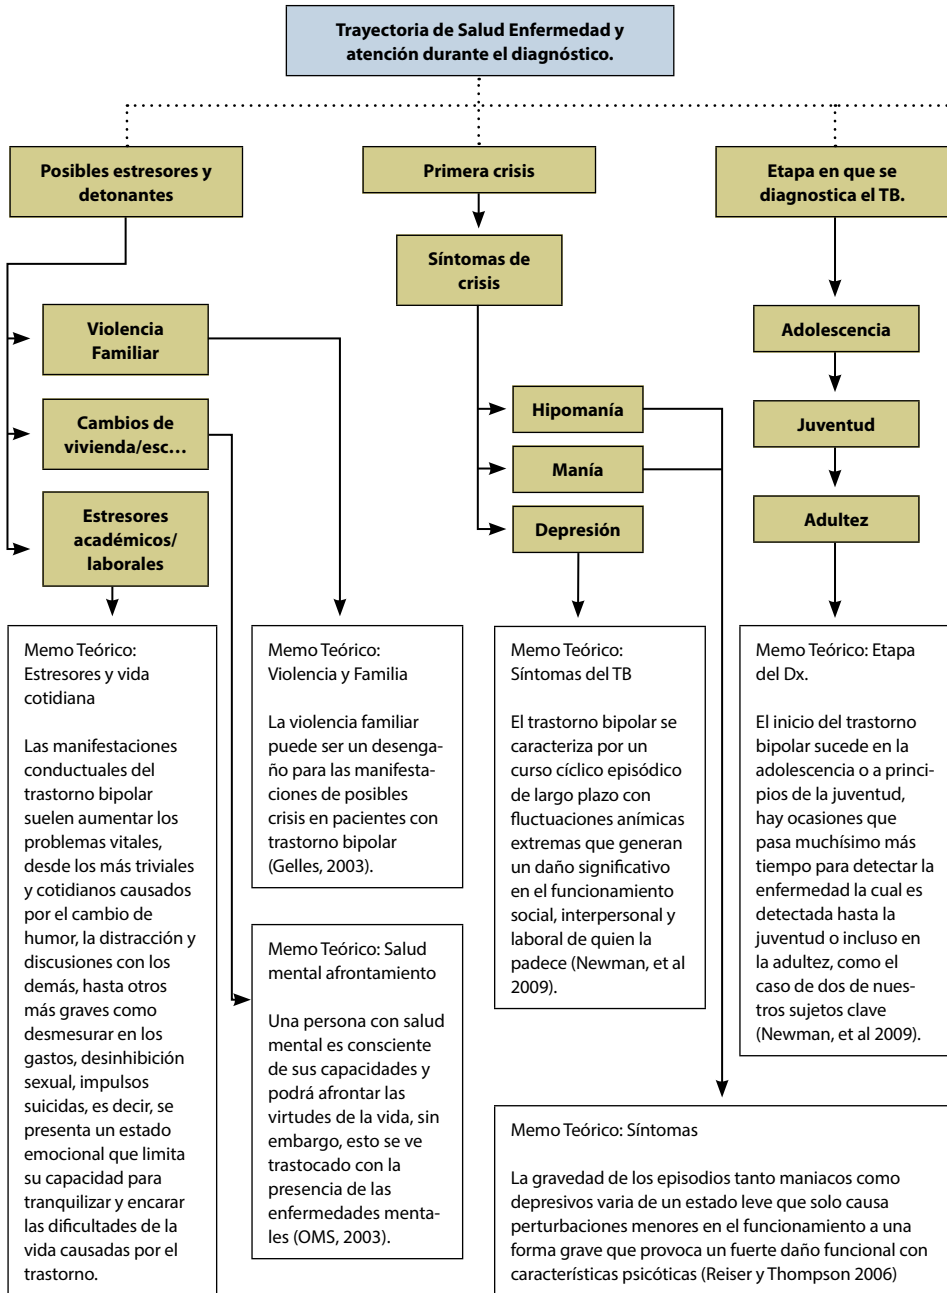 Trayectoria de Salud Enfermedad y
atención durante el diagnóstico.
Posibles estresores y
detonantes
Primera crisis
Etapa en que se
diagnostica el TB.
Síntomas de
crisis
Violencia
Familiar
Adolescencia
Cambios de
vivienda/esc...
Hipomanía
Juventud
Manía
Estresores
académicos/
laborales
Depresión
Adultez
Memo Teórico:
Estresores y vida
cotidiana
Las manifestaciones
conductuales del
trastorno bipolar
suelen aumentar los
problemas vitales,
desde los más triviales
y cotidianos causados
por el cambio de
humor, la distracción y
discusiones con los
demás, hasta otros
más graves como
desmesurar en los
gastos, desinhibición
sexual, impulsos
suicidas, es decir, se
presenta un estado
emocional que limita
su capacidad para
tranquilizar y encarar
las dificultades de la
vida causadas por el
trastorno.
Memo Teórico:
Violencia y Familia
La violencia familiar
puede ser un desenga-
ño para las manifesta-
ciones de posibles
crisis en pacientes con
trastorno bipolar
(Gelles, 2003).
Memo Teórico: Salud
mental afrontamiento
Una persona con salud
mental es consciente
de sus capacidades y
podrá afrontar las
virtudes de la vida, sin
embargo, esto se ve
trastocado con la
presencia de las
enfermedades menta-
les (OMS, 2003).
Memo Teórico:
Síntomas del TB
El trastorno bipolar se
caracteriza por un
curso cíclico episódico
de largo plazo con
fluctuaciones anímicas
extremas que generan
un daño significativo
en el funcionamiento
social, interpersonal y
laboral de quien la
padece (Newman, et al
2009).
Memo Teórico: Etapa
del Dx.
El inicio del trastorno
bipolar sucede en la
adolescencia o a princi-
pios de la juventud,
hay ocasiones que
pasa muchísimo más
tiempo para detectar la
enfermedad la cual es
detectada hasta la
juventud o incluso en
la adultez, como el
caso de dos de nues-
tros sujetos clave
(Newman, et al 2009).
Memo Teórico: Síntomas
La gravedad de los episodios tanto maniacos como
depresivos varia de un estado leve que solo causa
perturbaciones menores en el funcionamiento a una
forma grave que provoca un fuerte daño funcional con
características psicóticas (Reiser y Thompson 2006)